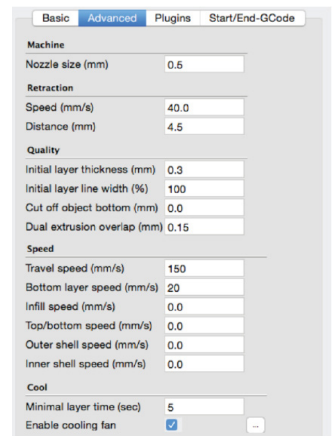 Basic Advanced Plugins Start/End-GCode
Machine
Nozzle size (mm) 0.5
Retraction
Speed (mm/s) 40.0
Distance (mm) 4.5
Quality
Initial layer thickness (mm) 0.3
Initial layer line width (%) 100
Cut off object bottom (mm) 0.0
Dual extrusion overlap (mm) 0.15
Speed
Travel speed (mm/s) 150
Bottom layer speed (mm/s) 20
Infill speed (mm/s) 0.0
Top/bottom speed (mm/s) 0.0
Outer shell speed (mm/s) 0.0
Inner shell speed (mm/s) 0.0
Cool
Minimal layer time (sec) 5
Enable cooling fan ...